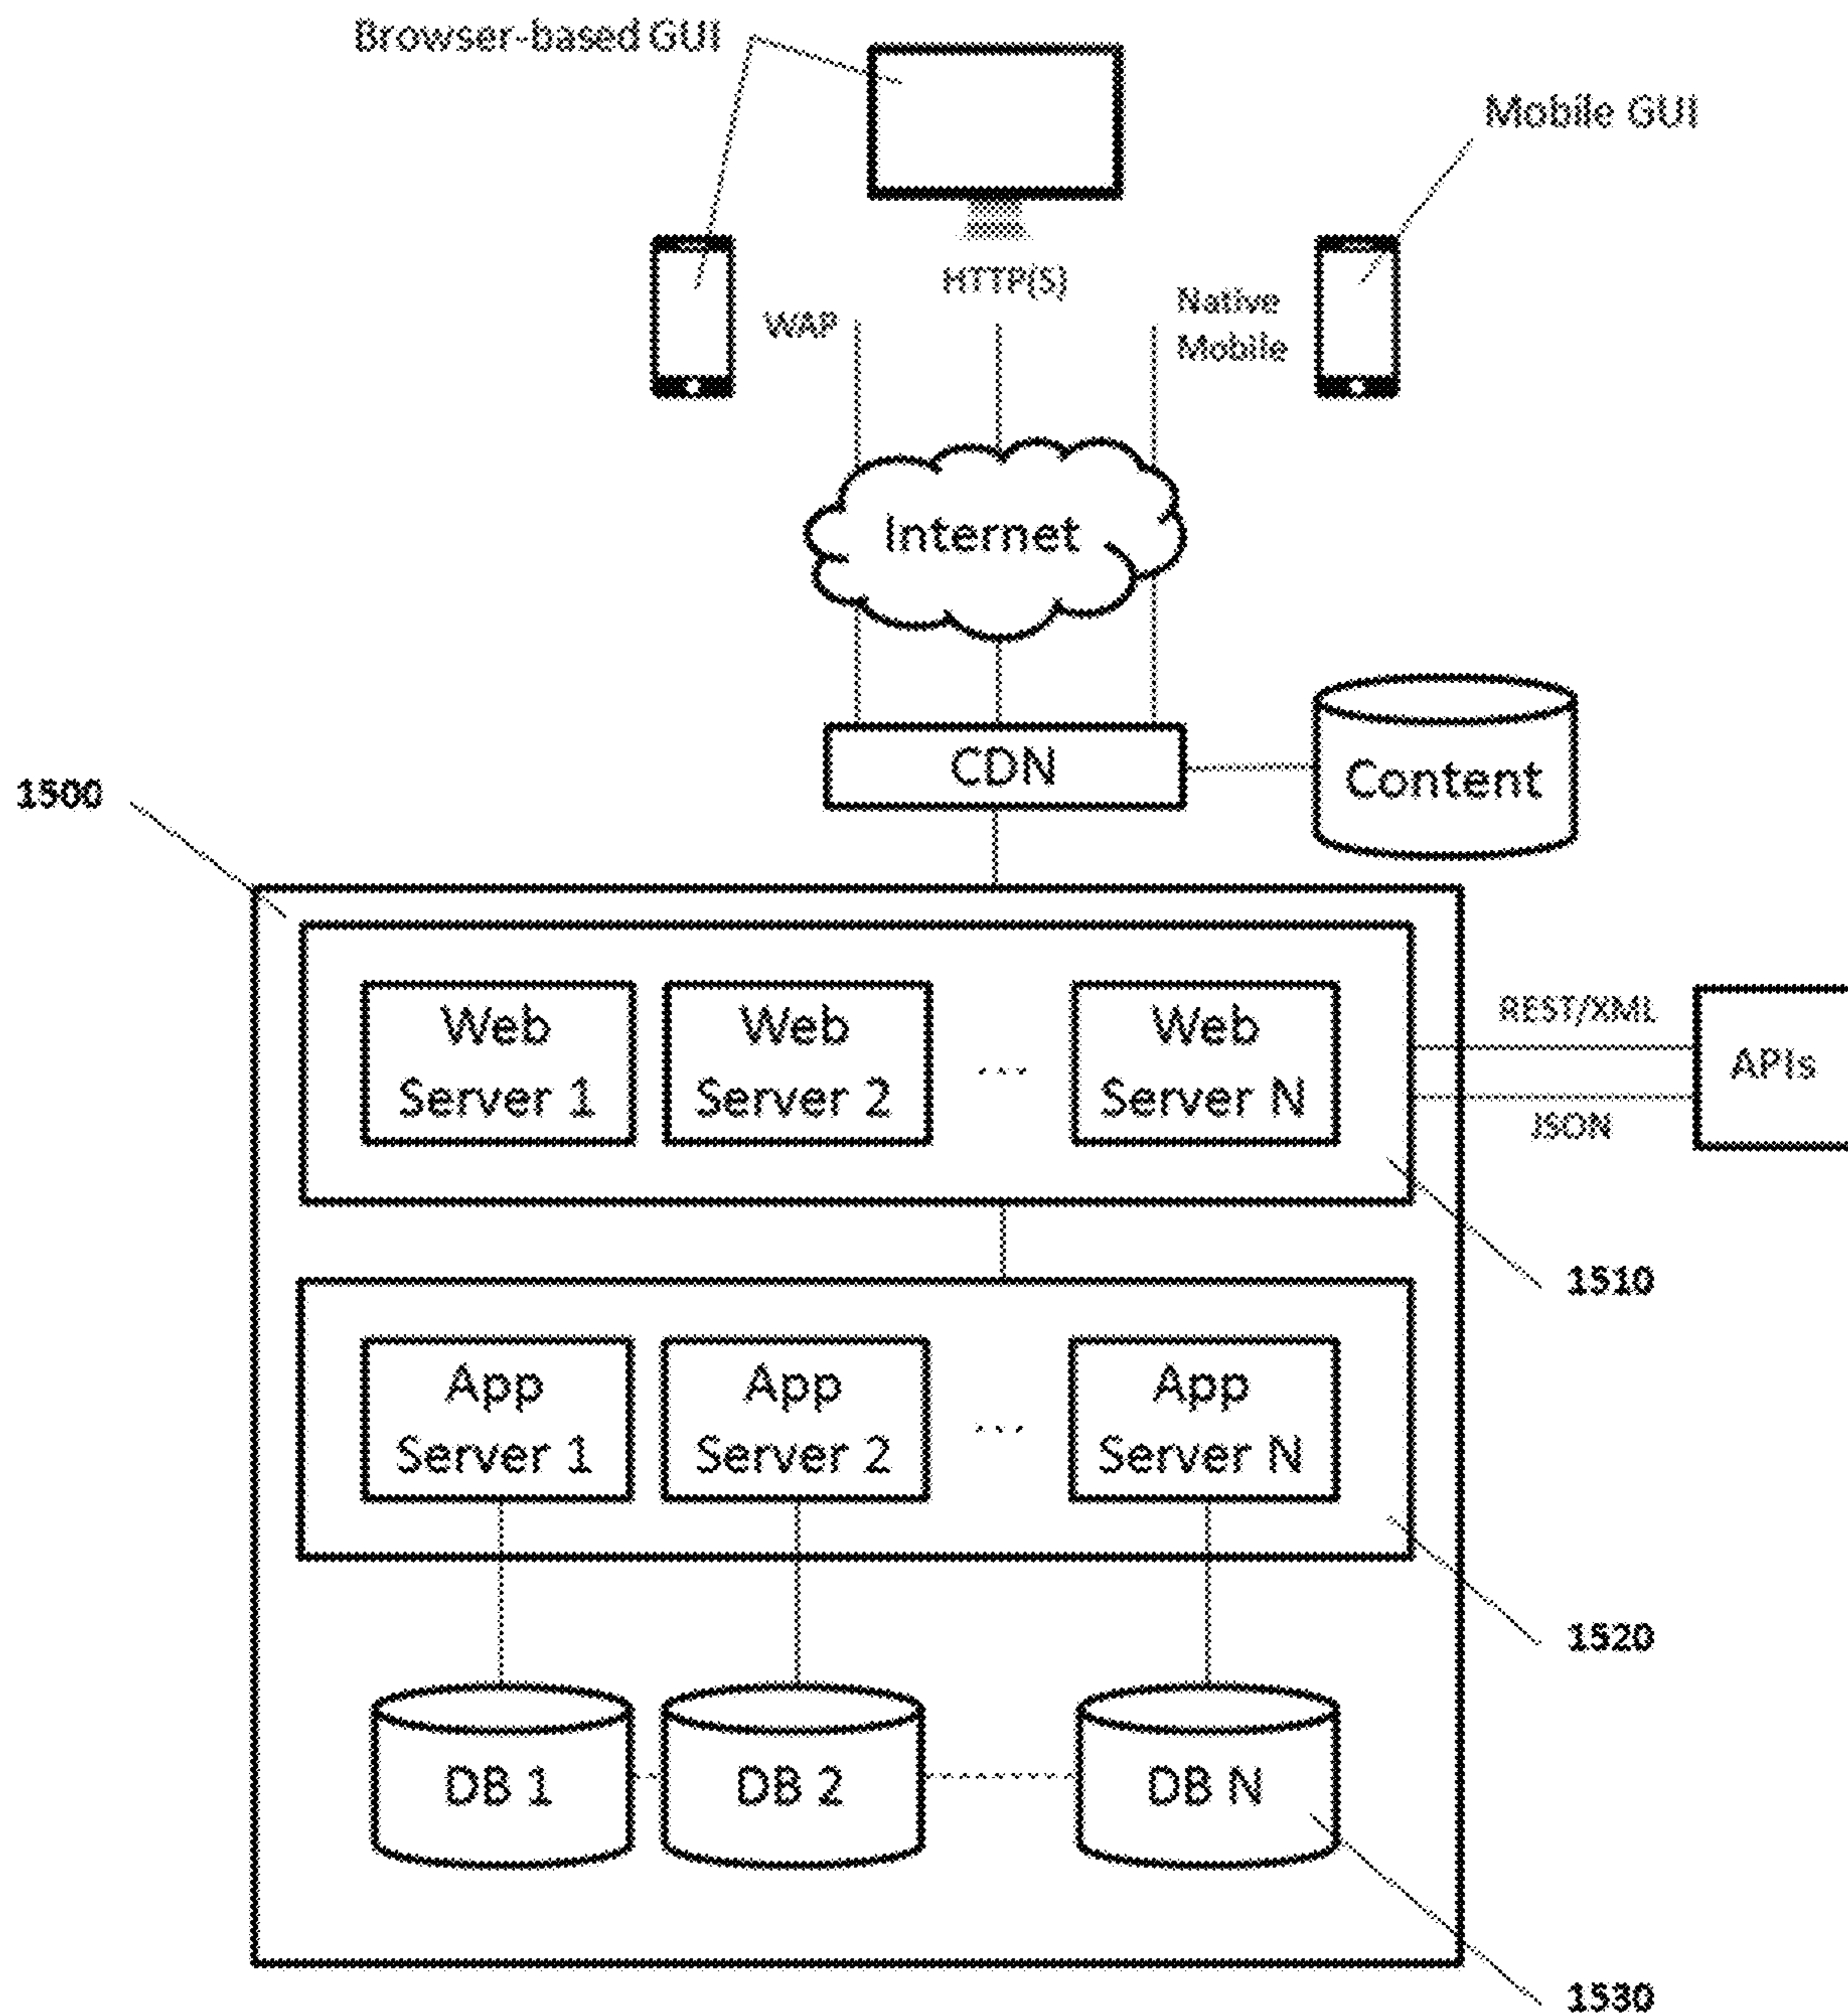 Browser-based GUI
Mobile GUI
HTTP(S)
WAP
Native
Mobile
Internet
CDN
Content
1500
Web
Server 1
Web
Server 2
...
Web
Server N
REST/XML
JSON
APIs
1510
App
Server 1
App
Server 2
...
App
Server N
1520
DB 1
DB 2
DB N
1530